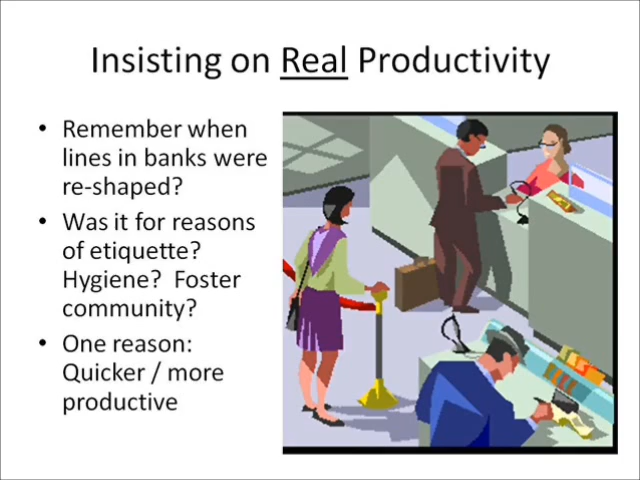 Insisting on Real Productivity
• Remember when
lines in banks were
re-shaped?
• Was it for reasons
of etiquette?
Hygiene? Foster
community?
• One reason:
Quicker / more
productive